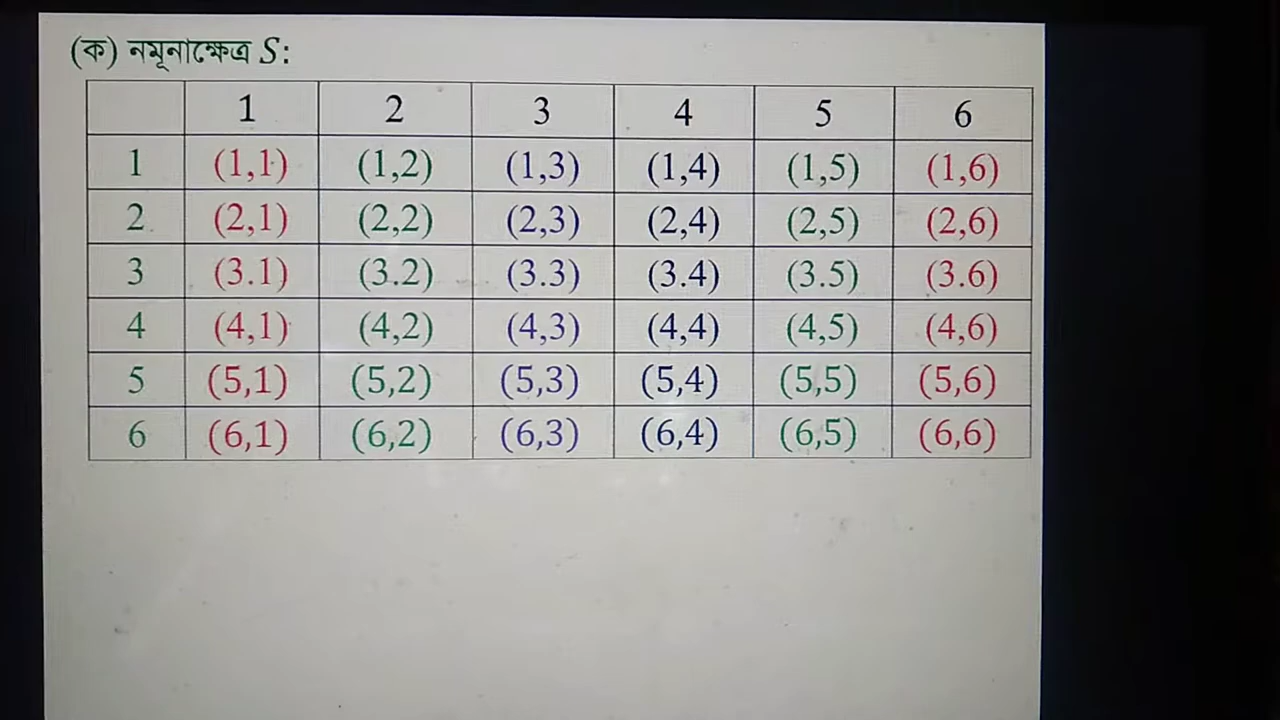 (ক) নমূনাক্ষেত্র S:
1 2 3 4 5 6
1 (1,1) (1,2) (1,3) (1,4) (1,5) (1,6)
2 (2,1) (2,2) (2,3) (2,4) (2,5) (2,6)
3 (3.1) (3.2) (3.3) (3.4) (3.5) (3.6)
4 (4,1) (4,2) (4,3) (4,4) (4,5) (4,6)
5 (5,1) (5,2) (5,3) (5,4) (5,5) (5,6)
6 (6,1) (6,2) (6,3) (6,4) (6,5) (6,6)